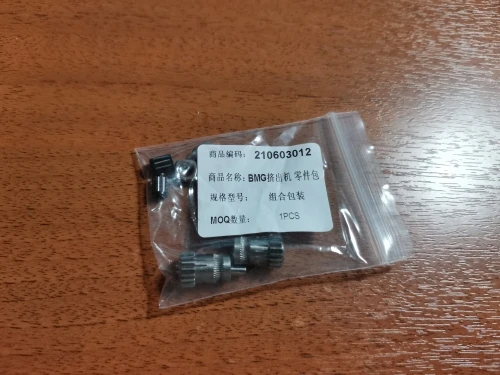 商品编码: 210603012
商品名称: BMG挤出机 零件包
规格型号: 组合包装
MOQ数量: 1PCS